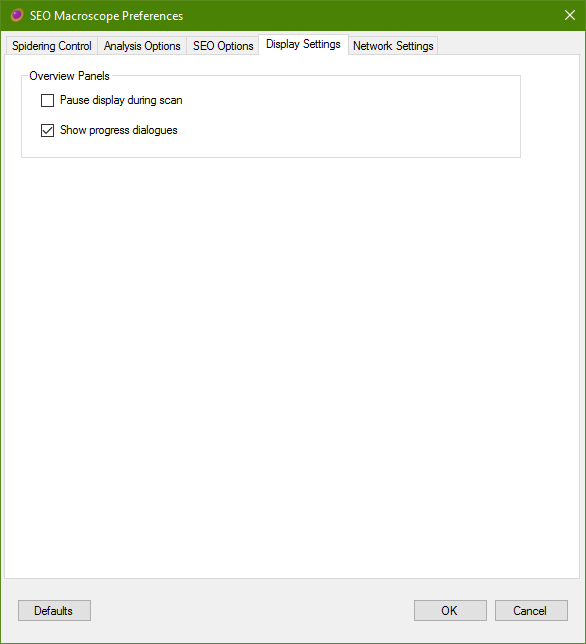 SEO Macroscope Preferences
Spidering Control Analysis Options SEO Options Display Settings Network Settings
Overview Panels
Pause display during scan
Show progress dialogues
Defaults OK Cancel